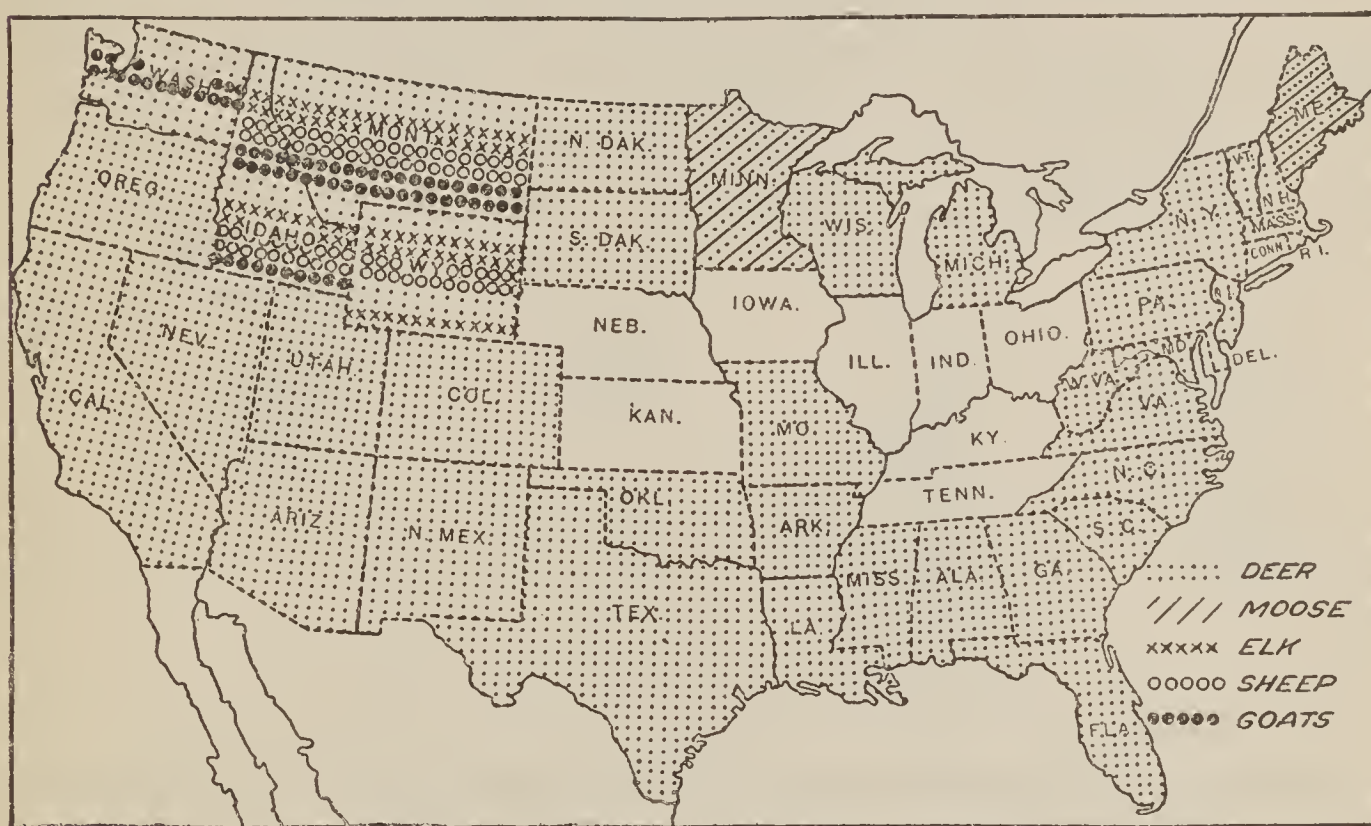 WASH.
MONT.
N. DAK.
MINN.
ME.
OREG.
IDAHO
WYO.
S. DAK.
WIS.
MICH.
N. Y.
VT.
N. H.
MASS.
CONN.
R I.
NEV.
UTAH
COL.
NEB.
IOWA.
ILL.
IND.
OHIO.
PA.
N. J.
MD.
DEL.
CAL.
KAN.
MO.
KY.
W. VA.
VA.
ARIZ.
N. MEX.
OKL.
ARK.
TENN.
N. C.
S. C.
TEX.
LA.
MISS.
ALA.
GA.
FLA.
DEER
MOOSE
ELK
SHEEP
GOATS